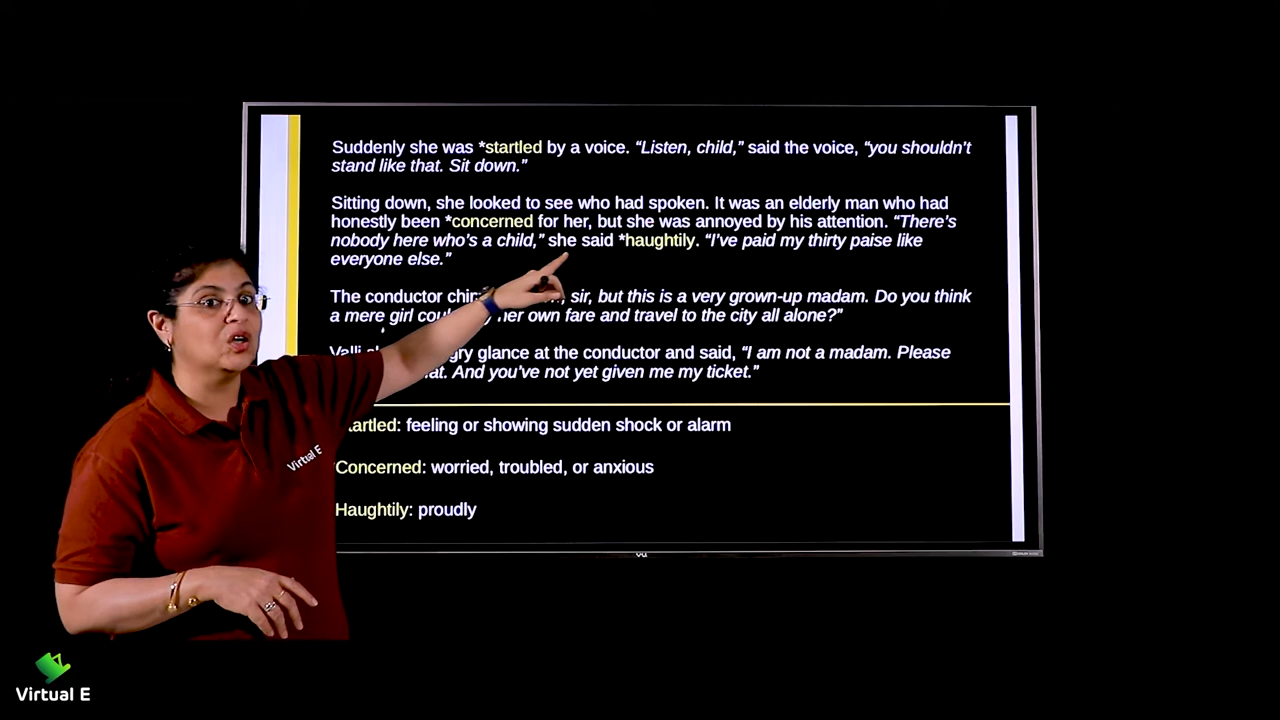 Suddenly she was *startled by a voice. “Listen, child,” said the voice, “you shouldn’t
stand like that. Sit down.”
Sitting down, she looked to see who had spoken. It was an elderly man who had
honestly been *concerned for her, but she was annoyed by his attention. “There’s
nobody here who’s a child,” she said *haughtily. “I’ve paid my thirty paise like
everyone else.”
The conductor sir, but this is a very grown-up madam. Do you think
a mere girl her own fare and travel to the city all alone?”
Valli glance at the conductor and said, “I am not a madam. Please
And you’ve not yet given me my ticket.”
feeling or showing sudden shock or alarm
Concerned: worried, troubled, or anxious
Haughtily: proudly
Virtual E
Virtual E